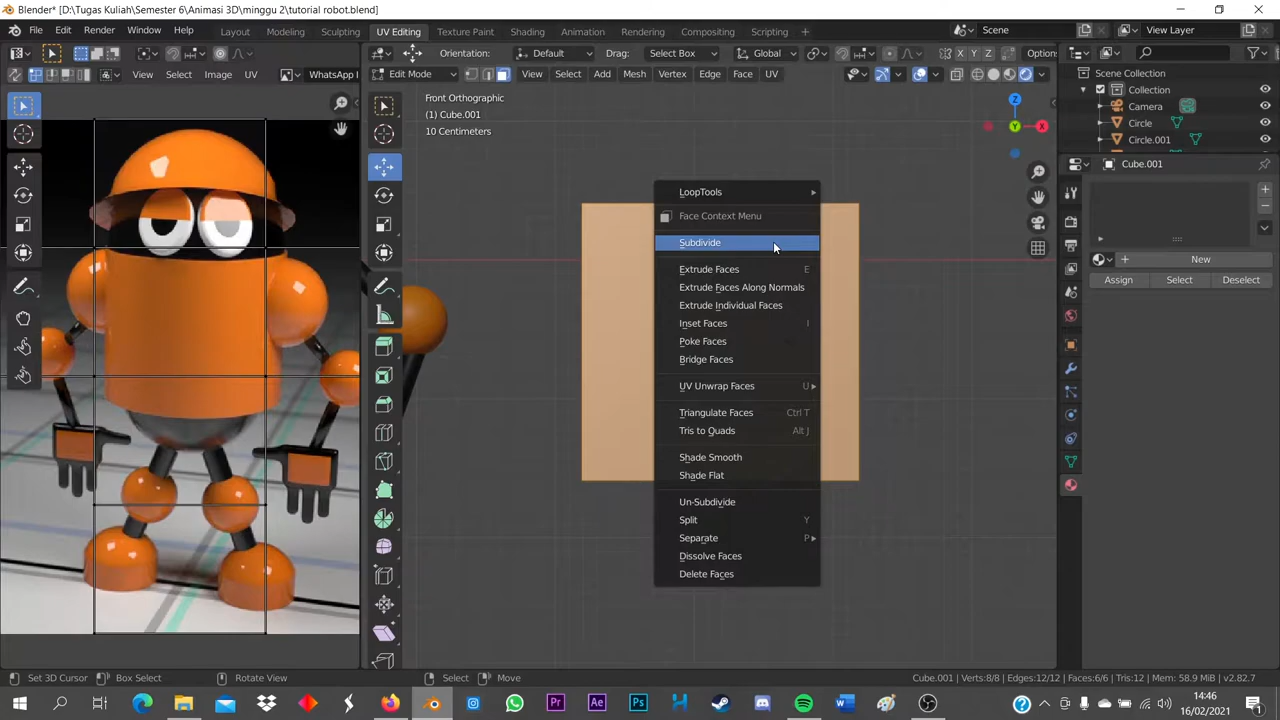 Blender* [D:\Tugas Kuliah\Semester 6\Animasi 3D\minggu 2\tutorial robot.blend]
File Edit Render Window Help Layout Modeling Sculpting UV Editing Texture Paint Shading Animation Rendering Compositing Scripting + Scene View Layer
Orientation: Default Drag: Select Box Global X Y Z Options
View Select Image UV WhatsApp I Edit Mode View Select Add Mesh Vertex Edge Face UV
Scene Collection
Collection
Camera
Circle
Circle.001
Front Orthographic
(1) Cube.001
10 Centimeters
Z
Y
X
Cube.001
New
Assign Select Deselect
LoopTools
Face Context Menu
Subdivide
Extrude Faces E
Extrude Faces Along Normals
Extrude Individual Faces
Inset Faces I
Poke Faces
Bridge Faces
UV Unwrap Faces U
Triangulate Faces Ctrl T
Tris to Quads Alt J
Shade Smooth
Shade Flat
Un-Subdivide
Split Y
Separate P
Dissolve Faces
Delete Faces
Set 3D Cursor Box Select Rotate View Select Move Cube.001 | Verts:8/8 | Edges:12/12 | Faces:6/6 | Tris:12 | Mem: 58.9 MiB | v2.82.7
Pr Ae Ps
14:46
16/02/2021